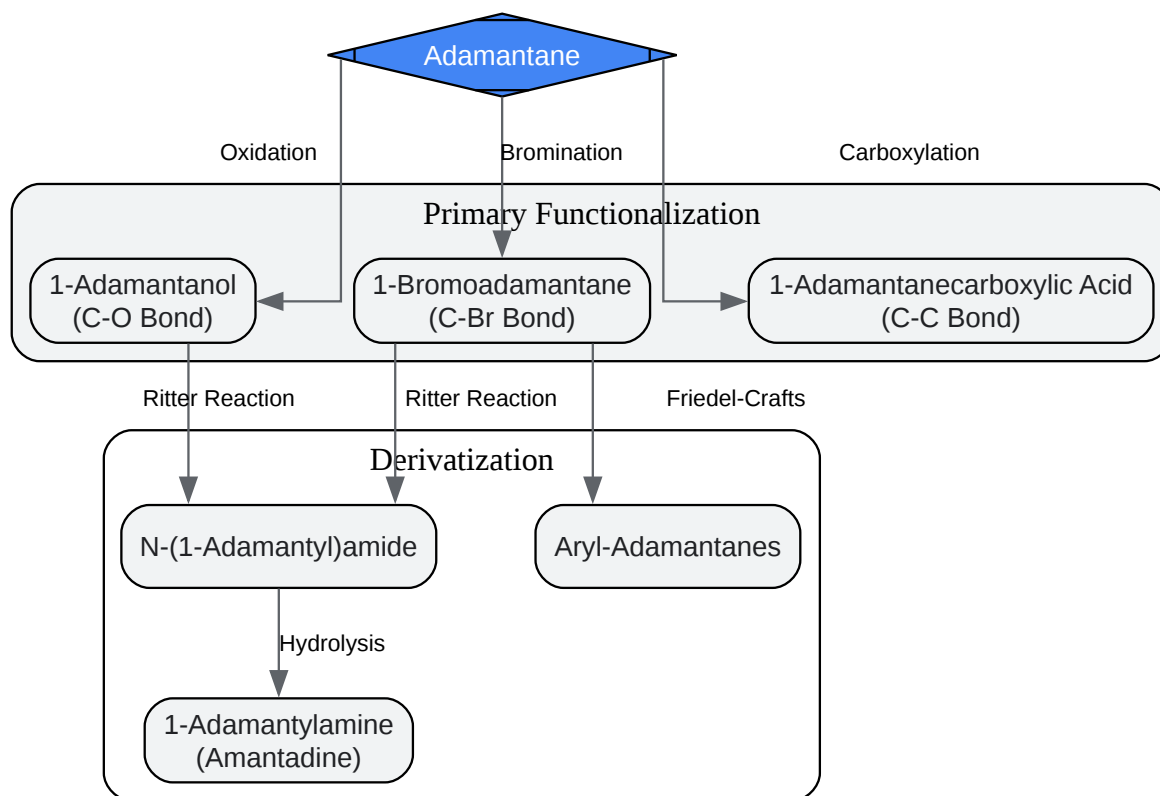 Adamantane
Oxidation
Bromination
Carboxylation
Primary Functionalization
1-Adamantanol
(C-O Bond)
1-Bromoadamantane
(C-Br Bond)
1-Adamantanecarboxylic Acid
(C-C Bond)
Ritter Reaction
Ritter Reaction
Friedel-Crafts
Derivatization
N-(1-Adamantyl)amide
Aryl-Adamantanes
Hydrolysis
1-Adamantylamine
(Amantadine)